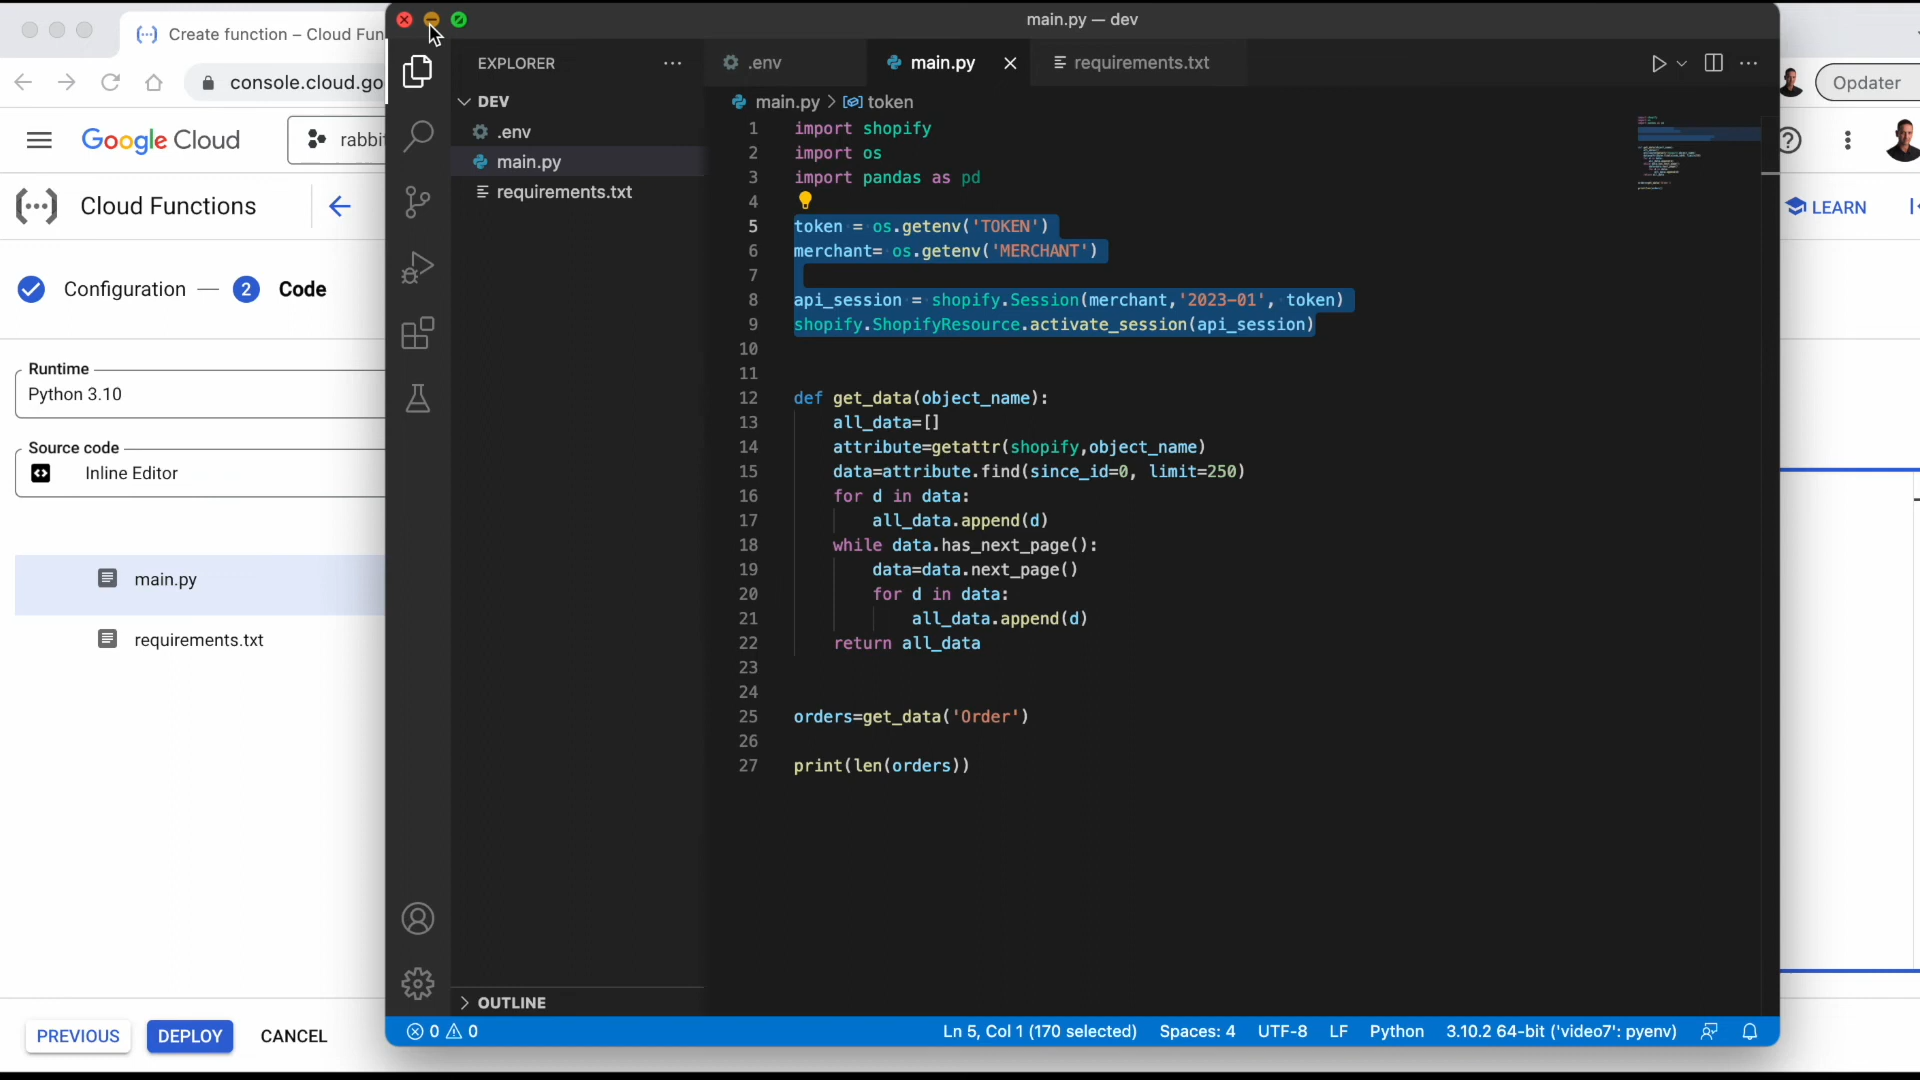 Create function – Cloud Fun
console.cloud.go
Google Cloud
rabbi
Cloud Functions
Configuration — 2 Code
Runtime
Python 3.10
Source code
Inline Editor
main.py
requirements.txt
PREVIOUS
DEPLOY
CANCEL
main.py — dev
EXPLORER
DEV
.env
main.py
requirements.txt
OUTLINE
.env
main.py
requirements.txt
main.py > token
1 import shopify
2 import os
3 import pandas as pd
4
5 token = os.getenv('TOKEN')
6 merchant= os.getenv('MERCHANT')
7
8 api_session = shopify.Session(merchant,'2023-01', token)
9 shopify.ShopifyResource.activate_session(api_session)
10
11
12 def get_data(object_name):
13 all_data=[]
14 attribute=getattr(shopify,object_name)
15 data=attribute.find(since_id=0, limit=250)
16 for d in data:
17 all_data.append(d)
18 while data.has_next_page():
19 data=data.next_page()
20 for d in data:
21 all_data.append(d)
22 return all_data
23
24
25 orders=get_data('Order')
26
27 print(len(orders))
0 0
Ln 5, Col 1 (170 selected) Spaces: 4 UTF-8 LF Python 3.10.2 64-bit ('video7': pyenv)
Opdater
LEARN